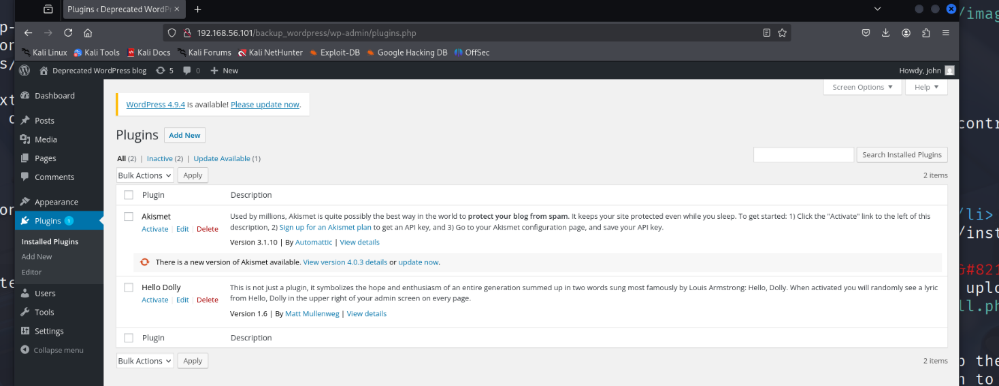 Plugins ‹ Deprecated WordPr
192.168.56.101/backup_wordpress/wp-admin/plugins.php
Kali Linux Kali Tools Kali Docs Kali Forums Kali NetHunter Exploit-DB Google Hacking DB OffSec
Deprecated WordPress blog 5 0 + New Howdy, john
Screen Options Help
Dashboard
Posts
Media
Pages
Comments
Appearance
Plugins 1
Installed Plugins
Add New
Editor
Users
Tools
Settings
Collapse menu
WordPress 4.9.4 is available! Please update now.
Plugins Add New
All (2) | Inactive (2) | Update Available (1)
Search Installed Plugins
Bulk Actions Apply
2 items
Plugin Description
Akismet
Activate | Edit | Delete
Used by millions, Akismet is quite possibly the best way in the world to protect your blog from spam. It keeps your site protected even while you sleep. To get started: 1) Click the "Activate" link to the left of this
description, 2) Sign up for an Akismet plan to get an API key, and 3) Go to your Akismet configuration page, and save your API key.
Version 3.1.10 | By Automattic | View details
There is a new version of Akismet available. View version 4.0.3 details or update now.
Hello Dolly
Activate | Edit | Delete
This is not just a plugin, it symbolizes the hope and enthusiasm of an entire generation summed up in two words sung most famously by Louis Armstrong: Hello, Dolly. When activated you will randomly see a lyric
from Hello, Dolly in the upper right of your admin screen on every page.
Version 1.6 | By Matt Mullenweg | View details
Plugin Description
Bulk Actions Apply
2 items
/imag
contr
/li>
/inst
&#821
uplo
ll.ph
the
to